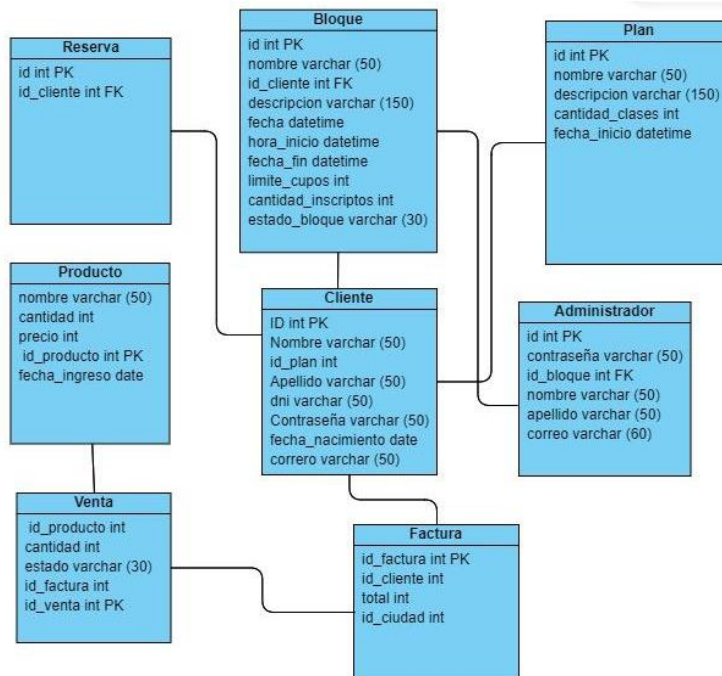 Reserva
id int PK
id_cliente int FK
Bloque
id int PK
nombre varchar (50)
id_cliente int FK
descripcion varchar (150)
fecha datetime
hora_inicio datetime
fecha_fin datetime
limite_cupos int
cantidad_inscriptos int
estado_bloque varchar (30)
Plan
id int PK
nombre varchar (50)
descripcion varchar (150)
cantidad_clases int
fecha_inicio datetime
Producto
nombre varchar (50)
cantidad int
precio int
id_producto int PK
fecha_ingreso date
Cliente
ID int PK
Nombre varchar (50)
id_plan int
Apellido varchar (50)
dni varchar (50)
Contraseña varchar (50)
fecha_nacimiento date
correro varchar (50)
Administrador
id int PK
contraseña varchar (50)
id_bloque int FK
nombre varchar (50)
apellido varchar (50)
correo varchar (60)
Venta
id_producto int
cantidad int
estado varchar (30)
id_factura int
id_venta int PK
Factura
id_factura int PK
id_cliente int
total int
id_ciudad int